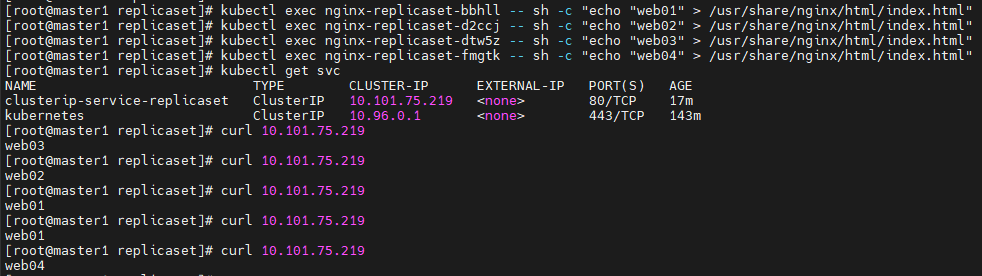 [root@master1 replicaset]# kubectl exec nginx-replicaset-bbhll -- sh -c "echo "web01" > /usr/share/nginx/html/index.html"
[root@master1 replicaset]# kubectl exec nginx-replicaset-d2ccj -- sh -c "echo "web02" > /usr/share/nginx/html/index.html"
[root@master1 replicaset]# kubectl exec nginx-replicaset-dtw5z -- sh -c "echo "web03" > /usr/share/nginx/html/index.html"
[root@master1 replicaset]# kubectl exec nginx-replicaset-fmgtk -- sh -c "echo "web04" > /usr/share/nginx/html/index.html"
[root@master1 replicaset]# kubectl get svc
NAME TYPE CLUSTER-IP EXTERNAL-IP PORT(S) AGE
clusterip-service-replicaset ClusterIP 10.101.75.219 <none> 80/TCP 17m
kubernetes ClusterIP 10.96.0.1 <none> 443/TCP 143m
[root@master1 replicaset]# curl 10.101.75.219
web03
[root@master1 replicaset]# curl 10.101.75.219
web02
[root@master1 replicaset]# curl 10.101.75.219
web01
[root@master1 replicaset]# curl 10.101.75.219
web01
[root@master1 replicaset]# curl 10.101.75.219
web04